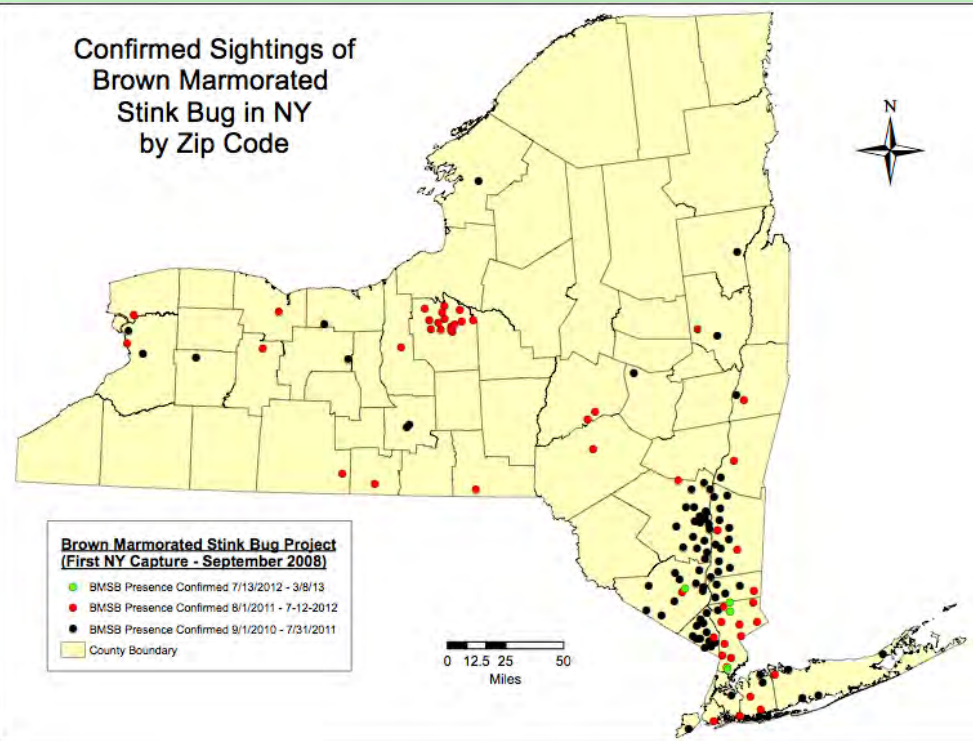 Confirmed Sightings of
Brown Marmorated
Stink Bug in NY
by Zip Code
N
Brown Marmorated Stink Bug Project
(First NY Capture - September 2008)
BMSB Presence Confirmed 7/13/2012 - 3/8/13
BMSB Presence Confirmed 8/1/2011 - 7-12-2012
BMSB Presence Confirmed 9/1/2010 - 7/31/2011
County Boundary
0 12.5 25 50
Miles